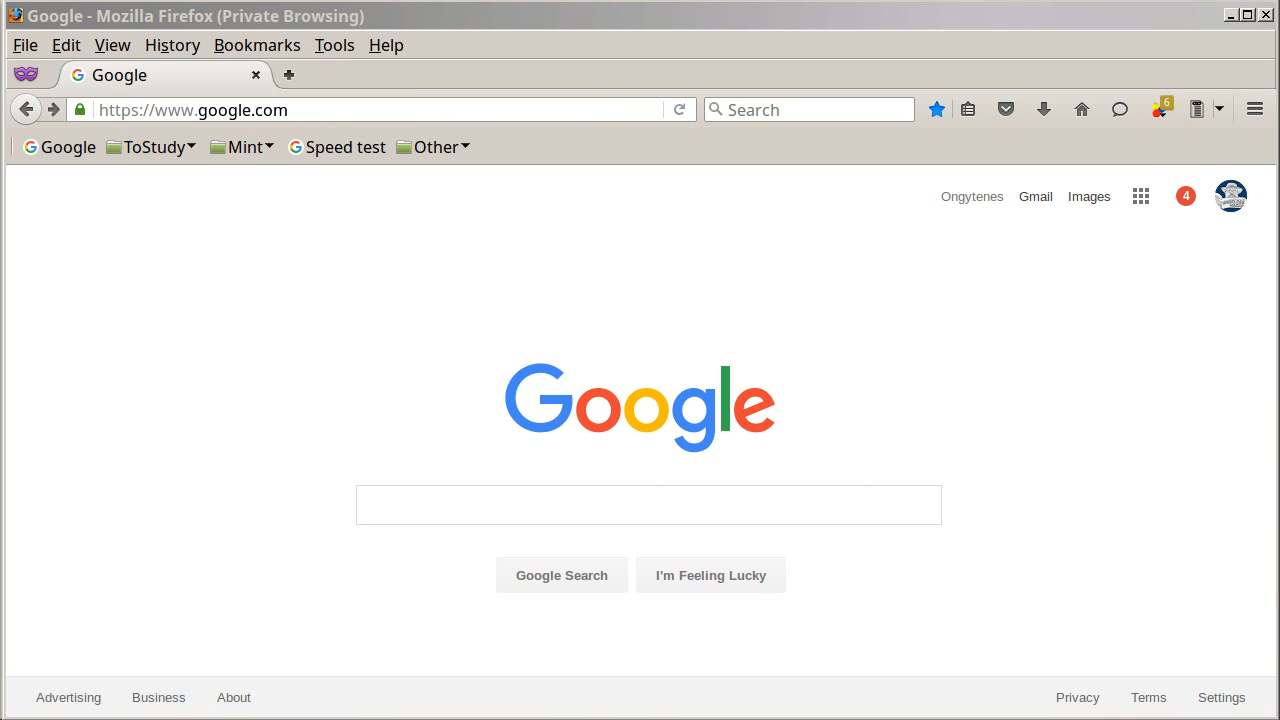 Google - Mozilla Firefox (Private Browsing)
File Edit View History Bookmarks Tools Help
Google
https://www.google.com Search 6
Google ToStudy Mint Speed test Other
Ongytenes Gmail Images 4
Google
Google Search I'm Feeling Lucky
Advertising Business About Privacy Terms Settings